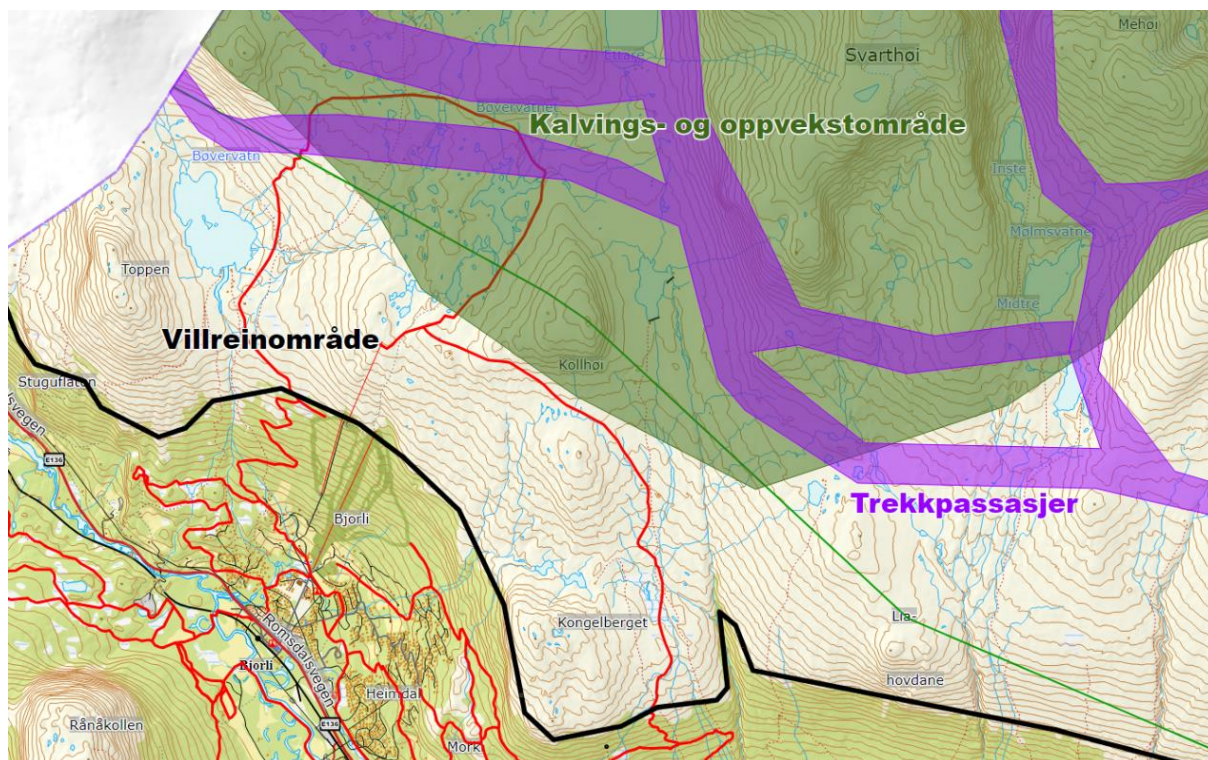 Mehøi
Svarthøi
Bøvervatnet
Kalvings- og oppvekstområde
Bøvervatn
Inste
Mølmsvatnet
Toppen
Midtre
Villreinområde
Kollhøi
Stuguflaten
E136
Trekkpassasjer
Bjorli
Kongelberget
Lia-
Romsdalsvegen
Bjorli
hovdane
Heimdal
E136
Rånåkollen
Mork